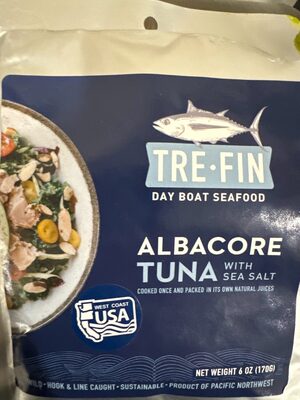 TRE•FIN
DAY BOAT SEAFOOD
ALBACORE
TUNA WITH SEA SALT
COOKED ONCE AND PACKED IN ITS OWN NATURAL JUICES
WEST COAST
USA
NET WEIGHT 6 OZ (170G)
WILD • HOOK & LINE CAUGHT • SUSTAINABLE • PRODUCT OF PACIFIC NORTHWEST